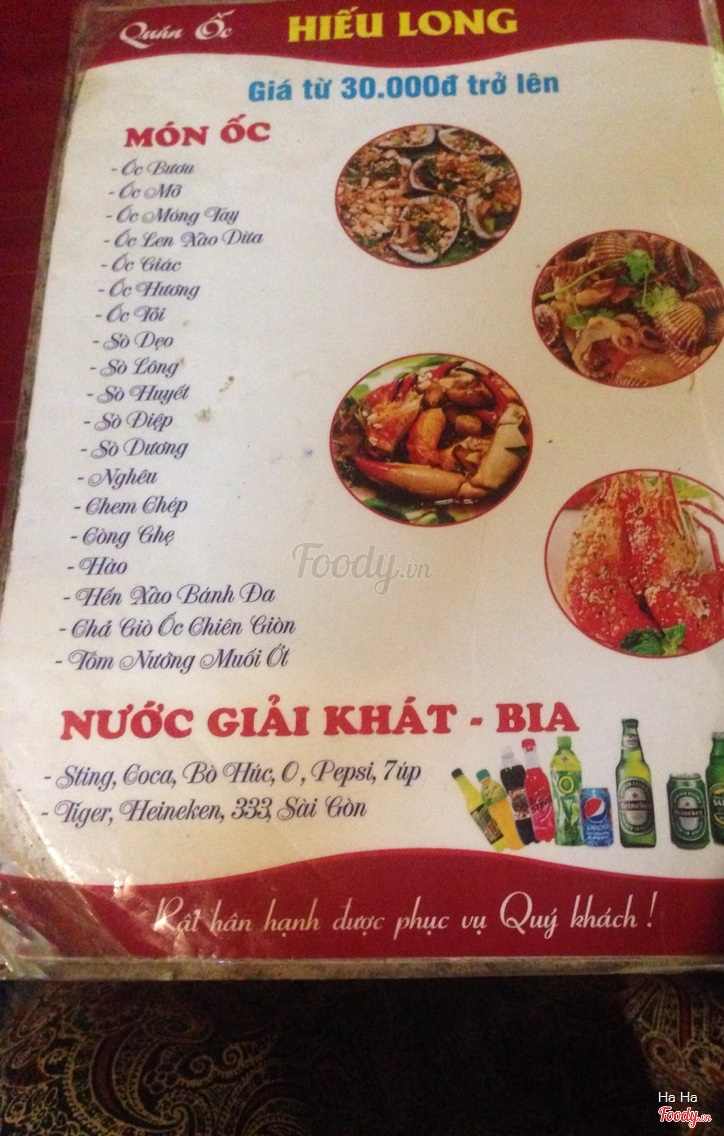 Quán Ốc HIẾU LONG
Giá từ 30.000đ trở lên
MÓN ỐC
- Ốc Bươu
- Ốc Mỡ
- Ốc Móng Tay
- Ốc Len Xào Dừa
- Ốc Giác
- Ốc Hương
- Ốc Tỏi
- Sò Dẹo
- Sò Lông
- Sò Huyết
- Sò Điệp
- Sò Dương
- Nghêu
- Chem Chép
- Còng Ghẹ
- Hào
- Hến Xào Bánh Đa
- Chả Giò Ốc Chiên Giòn
- Tôm Nướng Muối Ớt
Foody.vn
NƯỚC GIẢI KHÁT - BIA
- Sting, Coca, Bò Húc, O, Pepsi, 7úp
- Tiger, Heineken, 333, Sài Gòn
pepsi
Heineken
Heineken
Rất hân hạnh được phục vụ Quý khách !
Ha Ha
Foody.vn